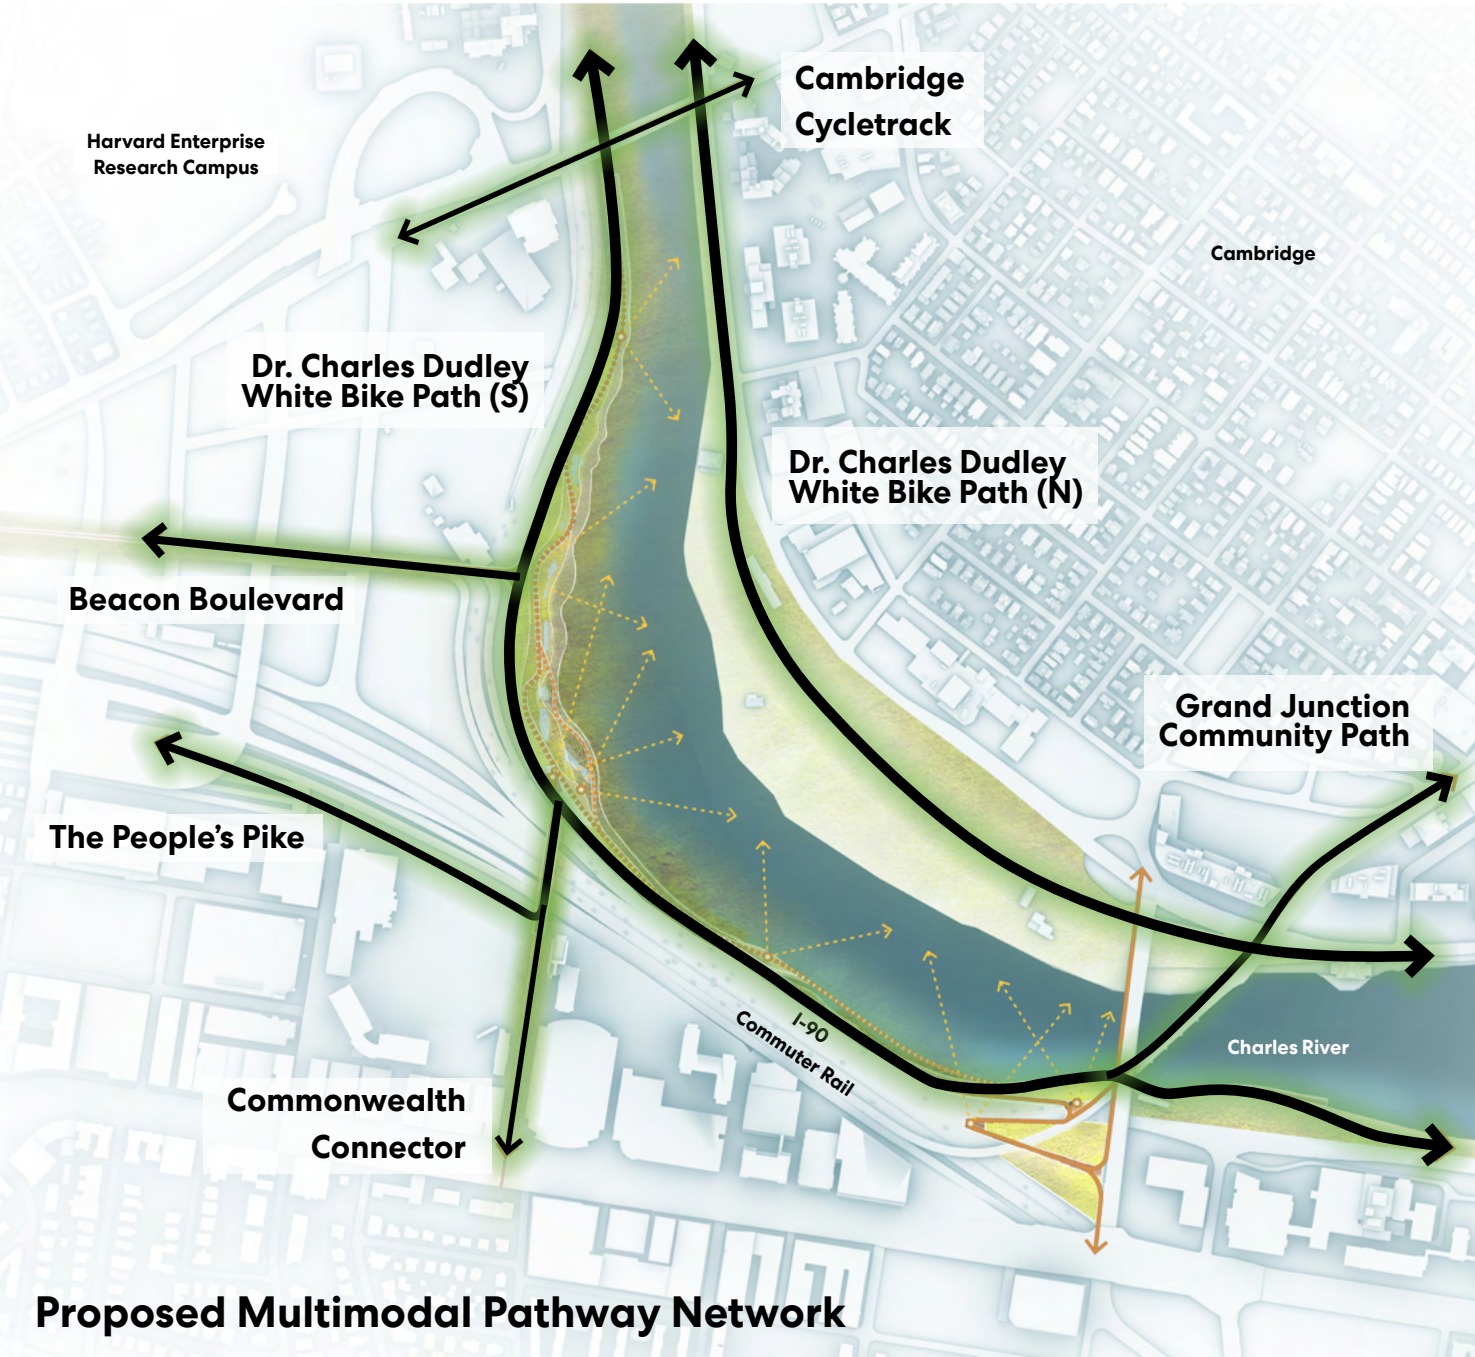 Cambridge
Cycletrack
Harvard Enterprise
Research Campus
Cambridge
Dr. Charles Dudley
White Bike Path (S)
Dr. Charles Dudley
White Bike Path (N)
Beacon Boulevard
Grand Junction
Community Path
The People’s Pike
I-90
Commuter Rail
Charles River
Commonwealth
Connector
Proposed Multimodal Pathway Network